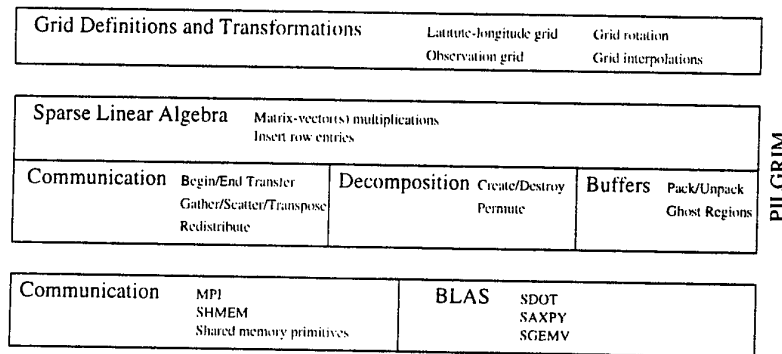 Grid Definitions and Transformations
Latitute-longitude grid
Grid rotation
Observation grid
Grid interpolations
Sparse Linear Algebra
Matrix-vector(s) multiplications
Insert row entries
Communication
Begin/End Transfer
Gather/Scatter/Transpose
Redistribute
Decomposition
Create/Destroy
Permute
Buffers
Pack/Unpack
Ghost Regions
PILGRIM
Communication
MPI
SHMEM
Shared memory primitives
BLAS
SDOT
SAXPY
SGEMV